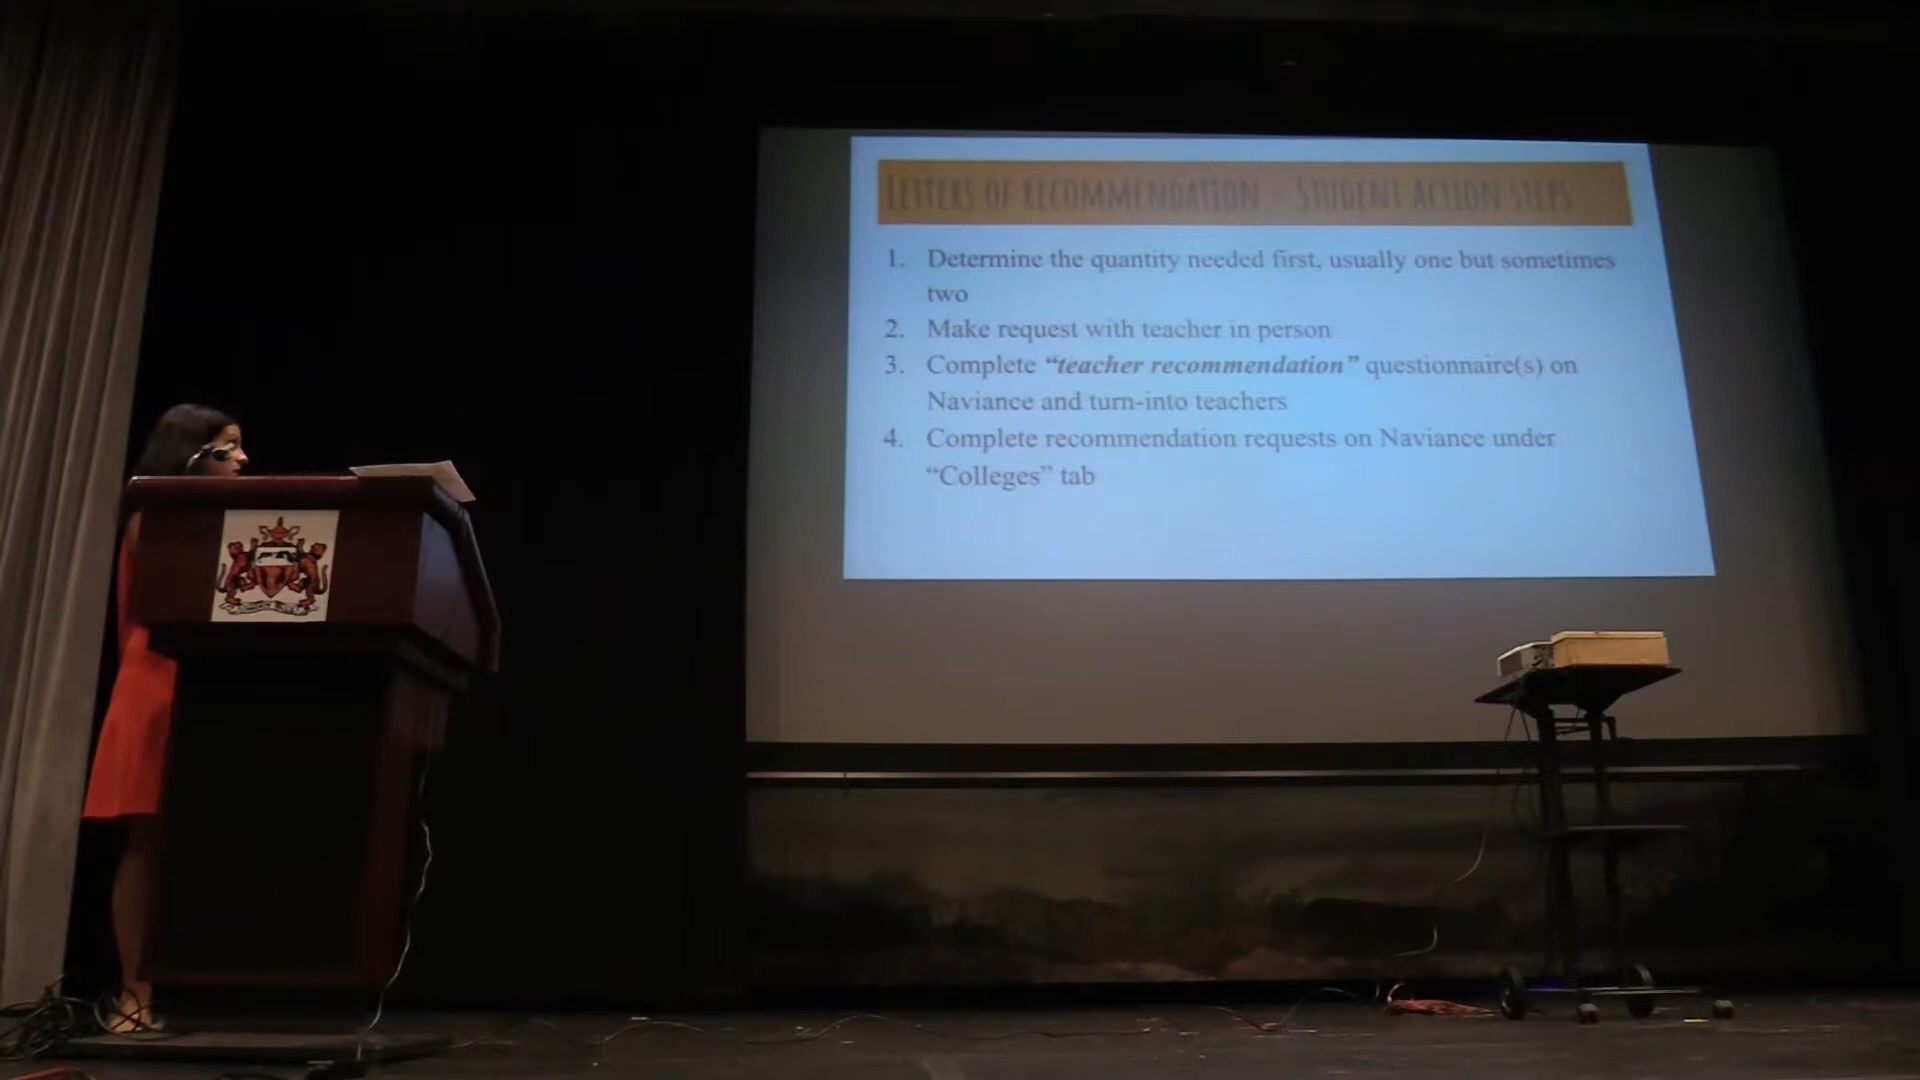 LETTERS OF RECOMMENDATION - STUDENT ACTION STEPS
1. Determine the quantity needed first, usually one but sometimes
two
2. Make request with teacher in person
3. Complete “teacher recommendation” questionnaire(s) on
Naviance and turn-into teachers
4. Complete recommendation requests on Naviance under
“Colleges” tab